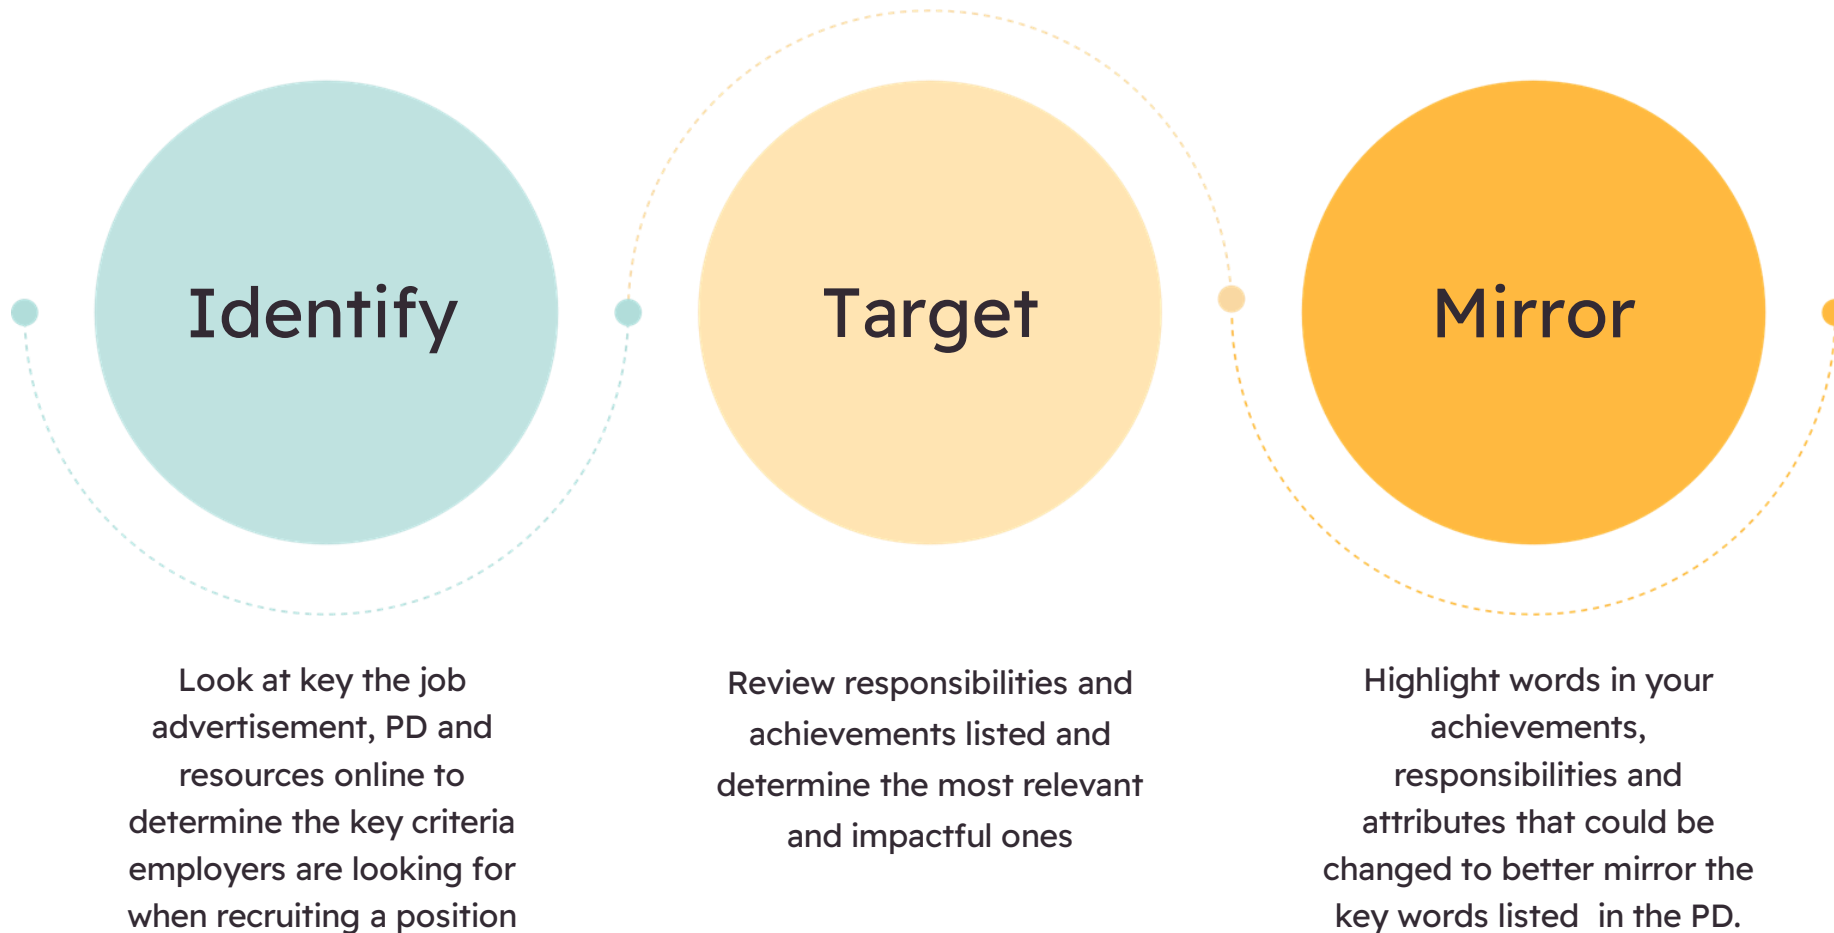 Identify
Look at key the job
advertisement, PD and
resources online to
determine the key criteria
employers are looking for
when recruiting a position
Target
Review responsibilities and
achievements listed and
determine the most relevant
and impactful ones
Mirror
Highlight words in your
achievements,
responsibilities and
attributes that could be
changed to better mirror the
key words listed  in the PD.